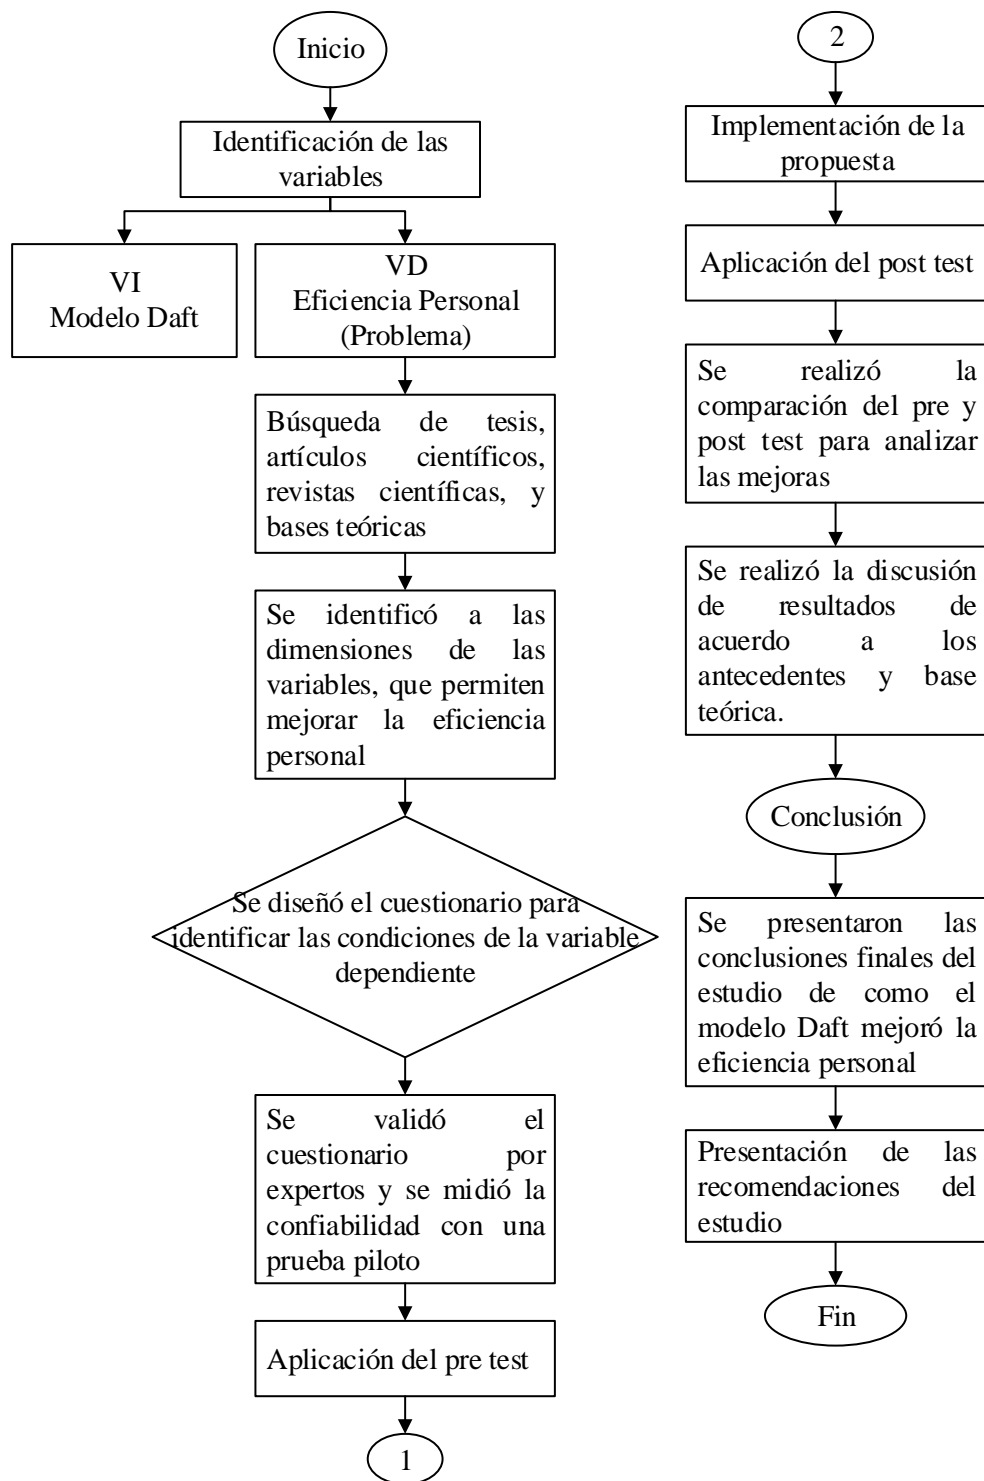 Inicio
Identificación de las
variables
VI
Modelo Daft
VD
Eficiencia Personal
(Problema)
Búsqueda de tesis,
artículos científicos,
revistas científicas, y
bases teóricas
Se identificó a las
dimensiones de las
variables, que permiten
mejorar la eficiencia
personal
Se diseñó el cuestionario para
identificar las condiciones de la variable
dependiente
Se validó el
cuestionario por
expertos y se midió la
confiabilidad con una
prueba piloto
Aplicación del pre test
1
2
Implementación de la
propuesta
Aplicación del post test
Se realizó la
comparación del pre y
post test para analizar
las mejoras
Se realizó la discusión
de resultados de
acuerdo a los
antecedentes y base
teórica.
Conclusión
Se presentaron las
conclusiones finales del
estudio de como el
modelo Daft mejoró la
eficiencia personal
Presentación de las
recomendaciones del
estudio
Fin